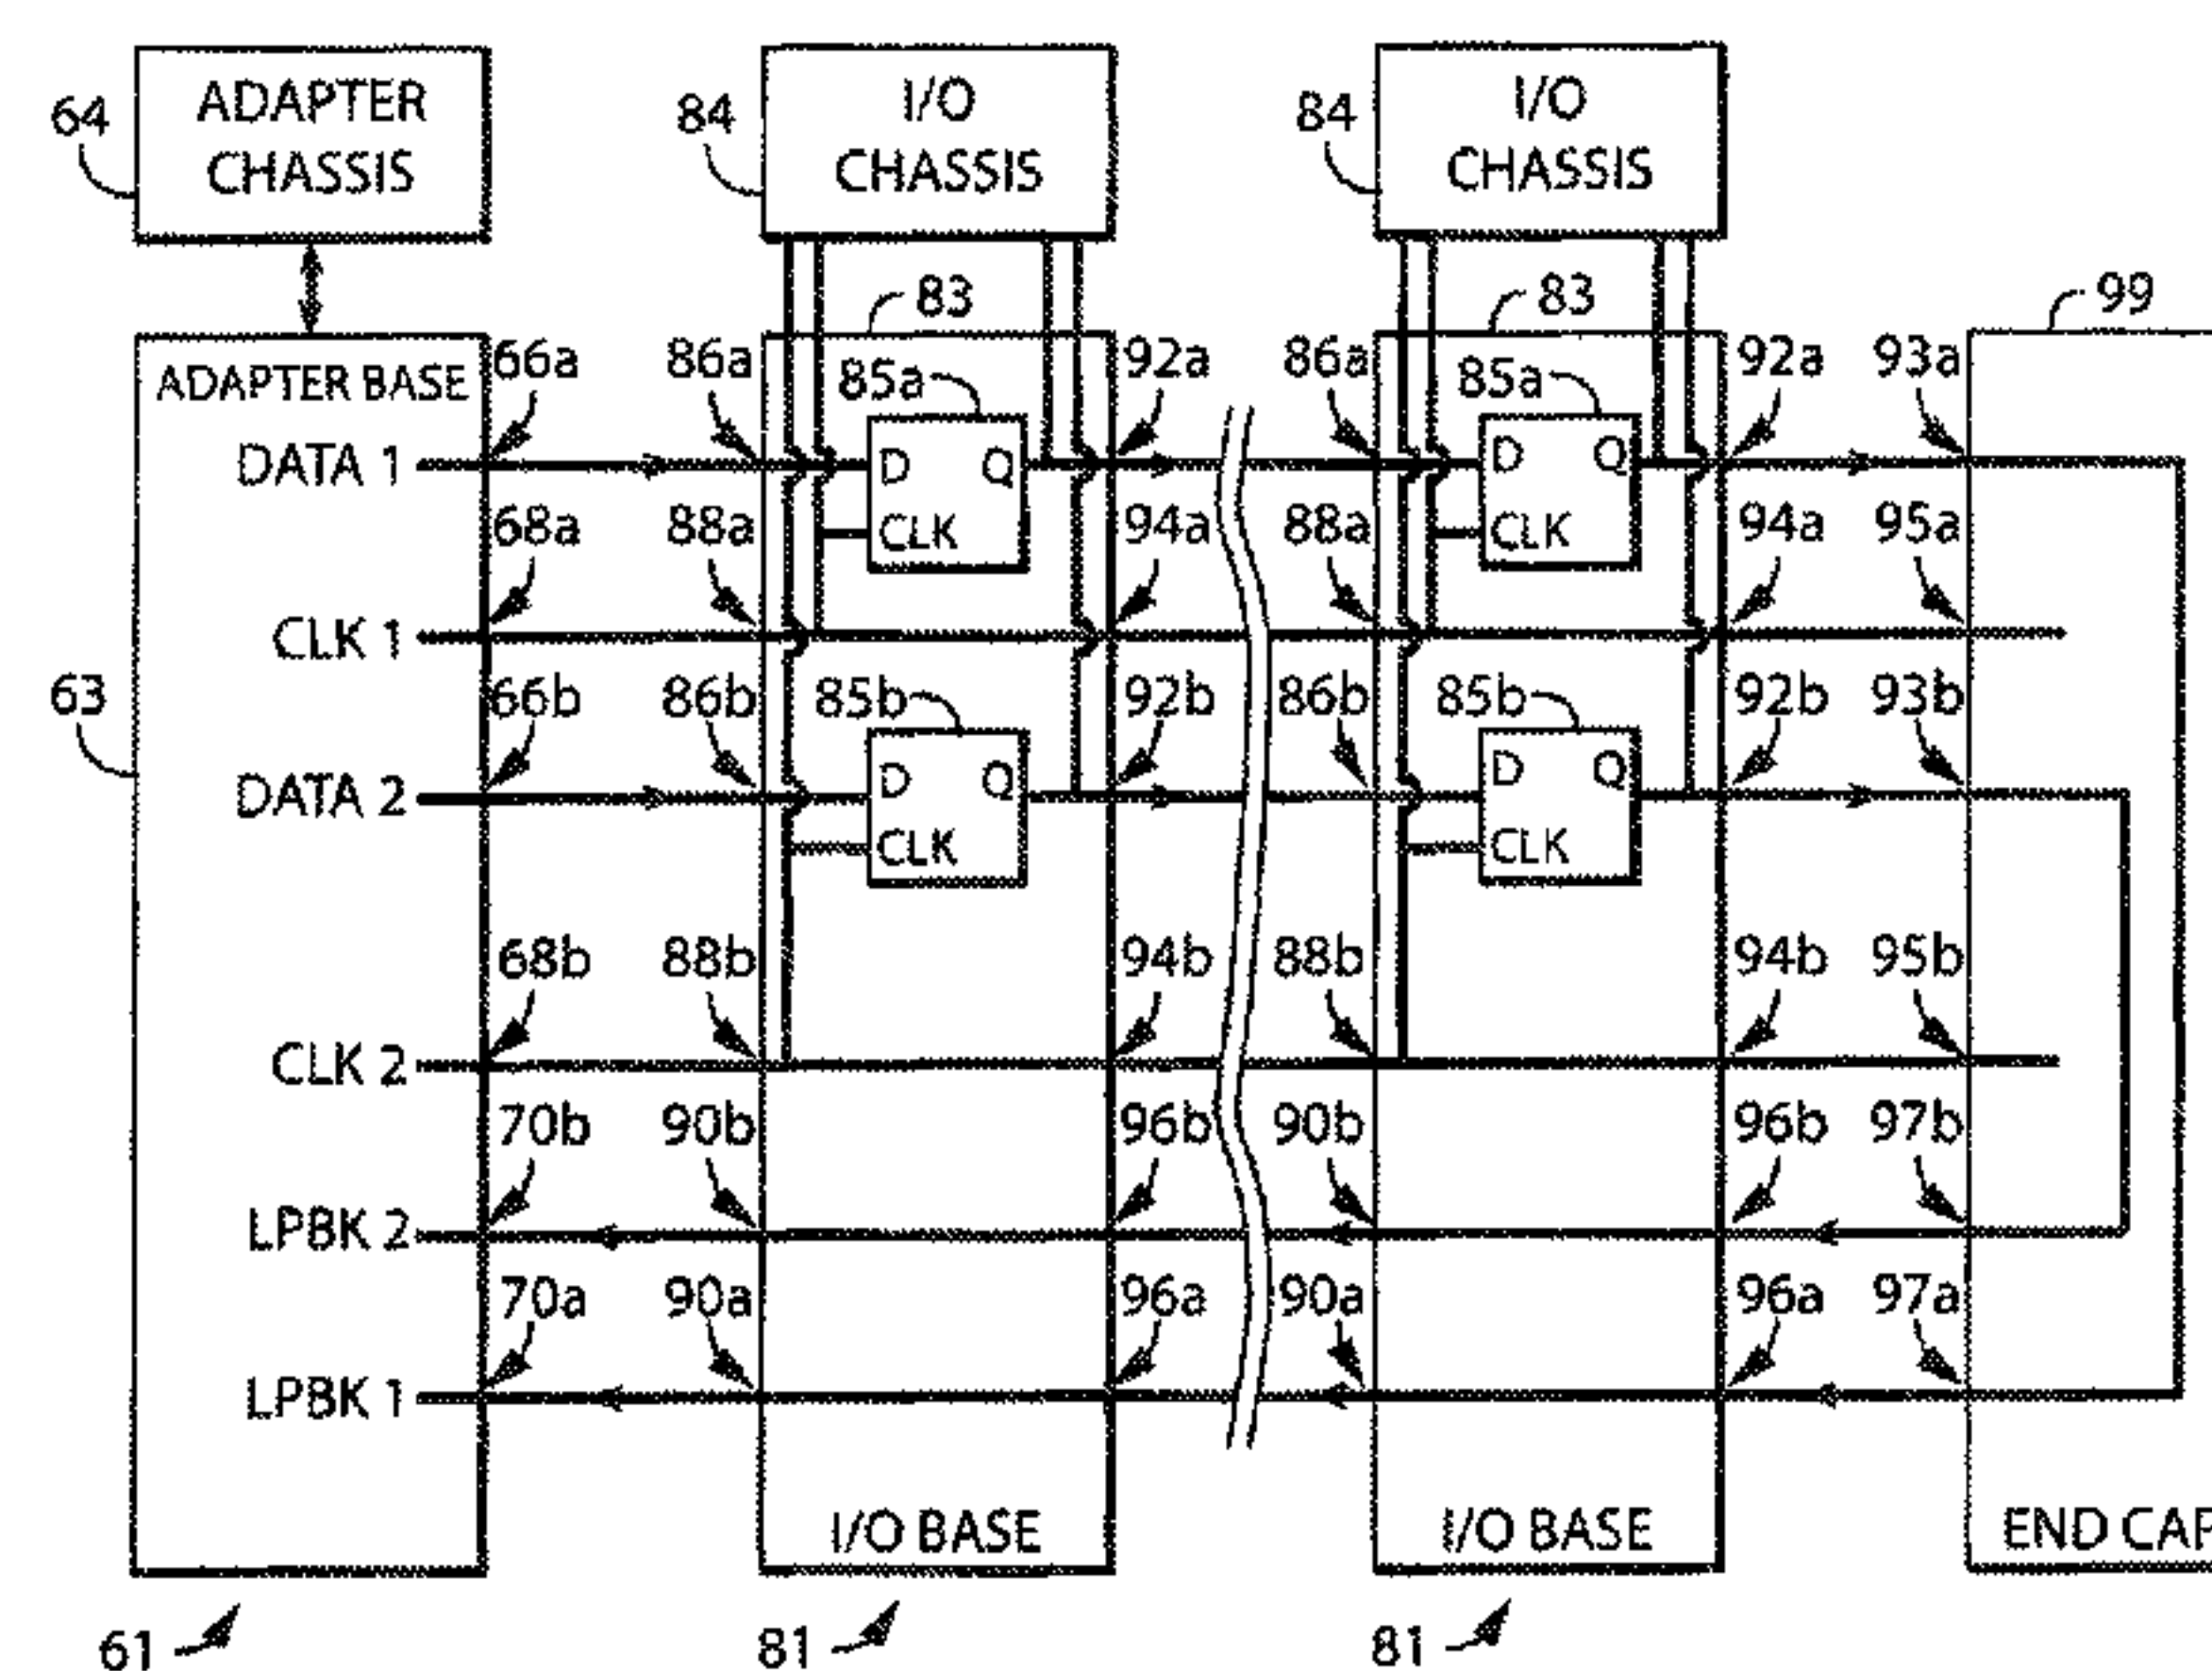 64
ADAPTER
CHASSIS
84
I/O
CHASSIS
84
I/O
CHASSIS
83
83
99
ADAPTER BASE
66a
86a
85a
92a
86a
85a
92a
93a
DATA 1
D
Q
D
Q
68a
88a
CLK
94a
88a
CLK
94a
95a
CLK 1
63
66b
86b
85b
92b
86b
85b
92b
93b
DATA 2
D
Q
D
Q
CLK
CLK
68b
88b
94b
88b
94b
95b
CLK 2
70b
90b
96b
90b
96b
97b
LPBK 2
70a
90a
96a
90a
96a
97a
LPBK 1
I/O BASE
I/O BASE
END CAP
61
81
81